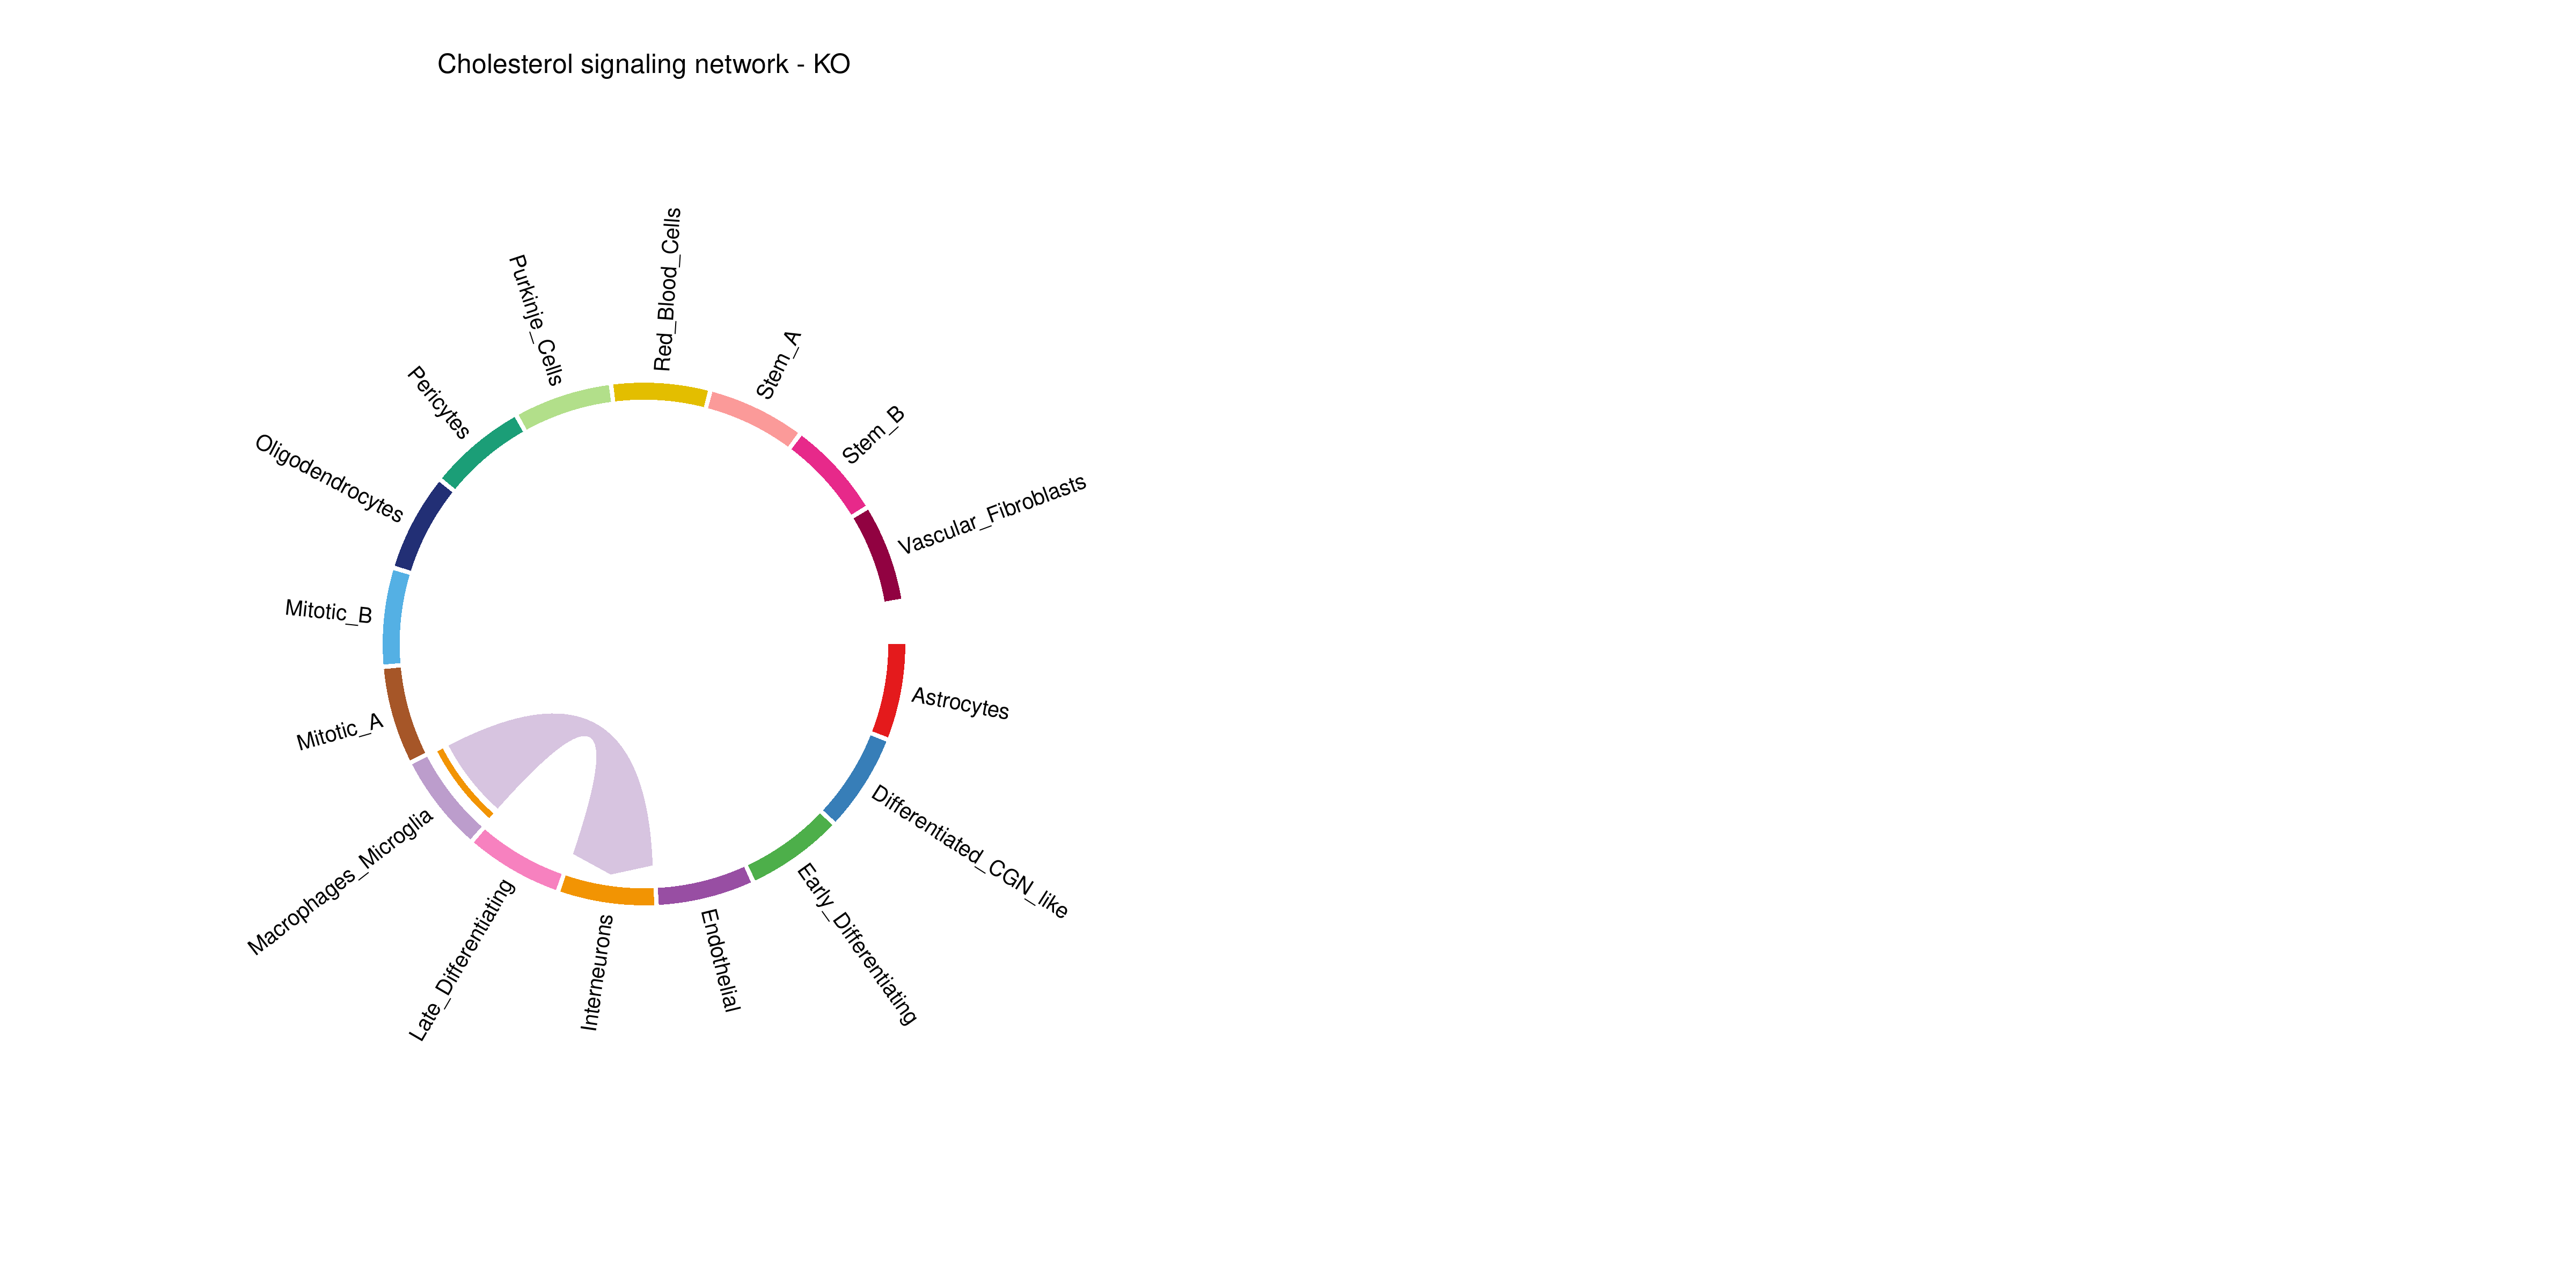 Cholesterol signaling network - KO
Red_Blood_Cells
Purkinje_Cells
Stem_A
Pericytes
Stem_B
Oligodendrocytes
Vascular_Fibroblasts
Mitotic_B
Astrocytes
Mitotic_A
Differentiated_CGN_like
Macrophages_Microglia
Early_Differentiating
Late_Differentiating
Endothelial
Interneurons